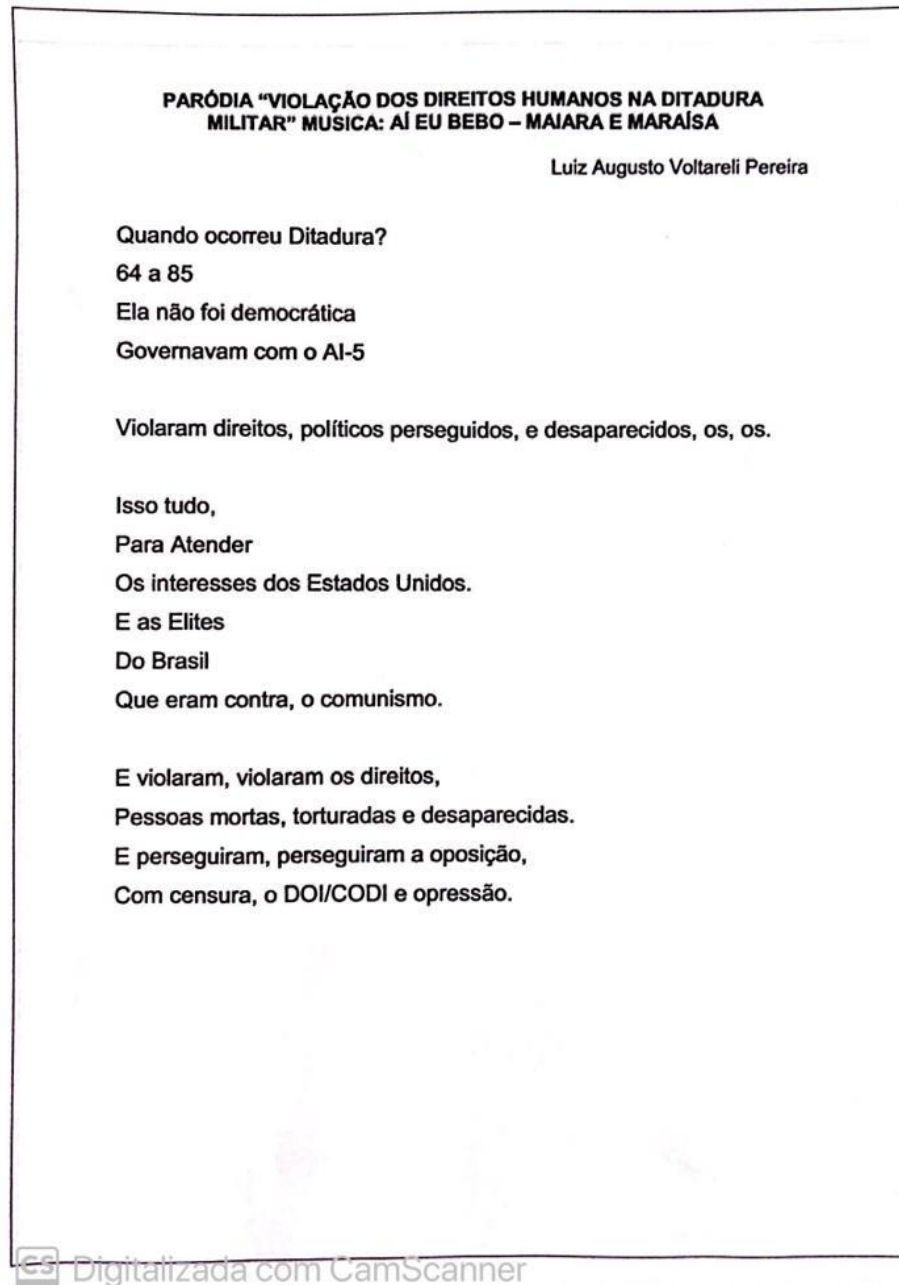 PARÓDIA “VIOLAÇÃO DOS DIREITOS HUMANOS NA DITADURA
MILITAR” MUSICA: AÍ EU BEBO – MAIARA E MARAÍSA
Luiz Augusto Voltareli Pereira
Quando ocorreu Ditadura?
64 a 85
Ela não foi democrática
Governavam com o AI-5
Violaram direitos, políticos perseguidos, e desaparecidos, os, os.
Isso tudo,
Para Atender
Os interesses dos Estados Unidos.
E as Elites
Do Brasil
Que eram contra, o comunismo.
E violaram, violaram os direitos,
Pessoas mortas, torturadas e desaparecidas.
E perseguiram, perseguiram a oposição,
Com censura, o DOI/CODI e opressão.
CS Digitalizada com CamScanner